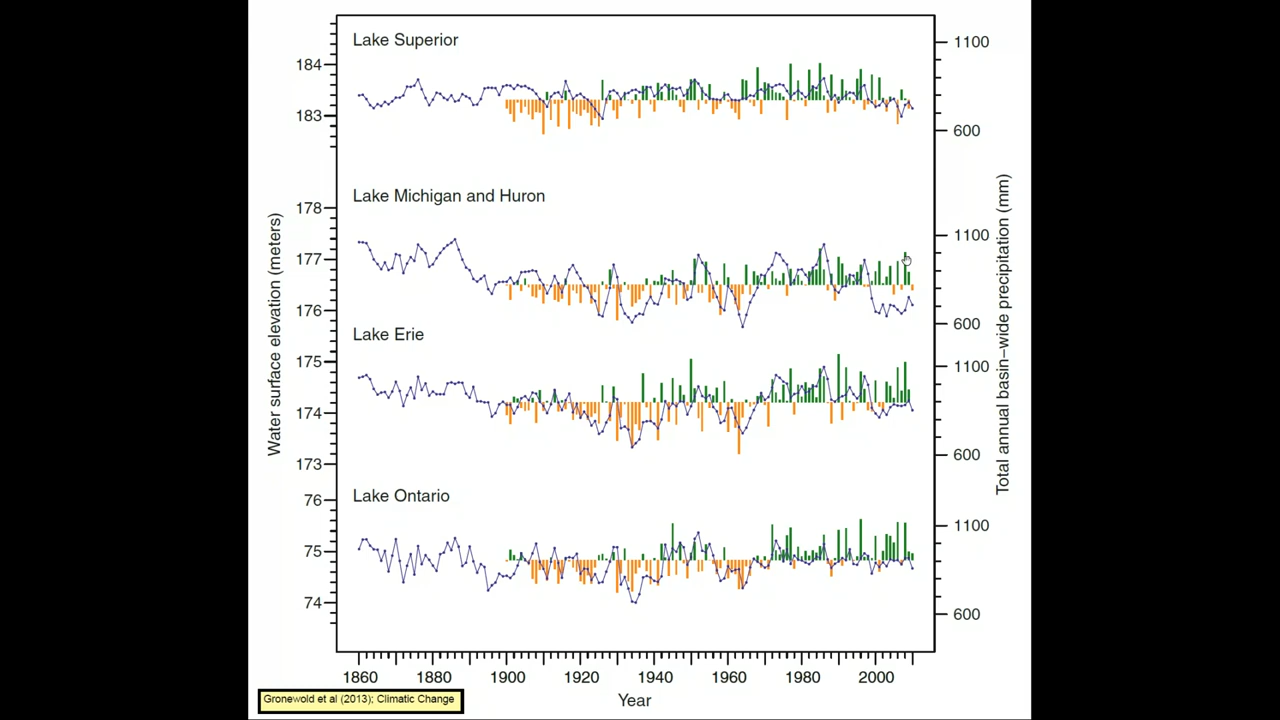 Lake Superior
184
183
1100
600
Lake Michigan and Huron
178
177
176
1100
600
Lake Erie
175
174
173
1100
600
Lake Ontario
76
75
74
1100
600
Water surface elevation (meters)
Total annual basin–wide precipitation (mm)
1860 1880 1900 1920 1940 1960 1980 2000
Year
Gronewold et al (2013); Climatic Change